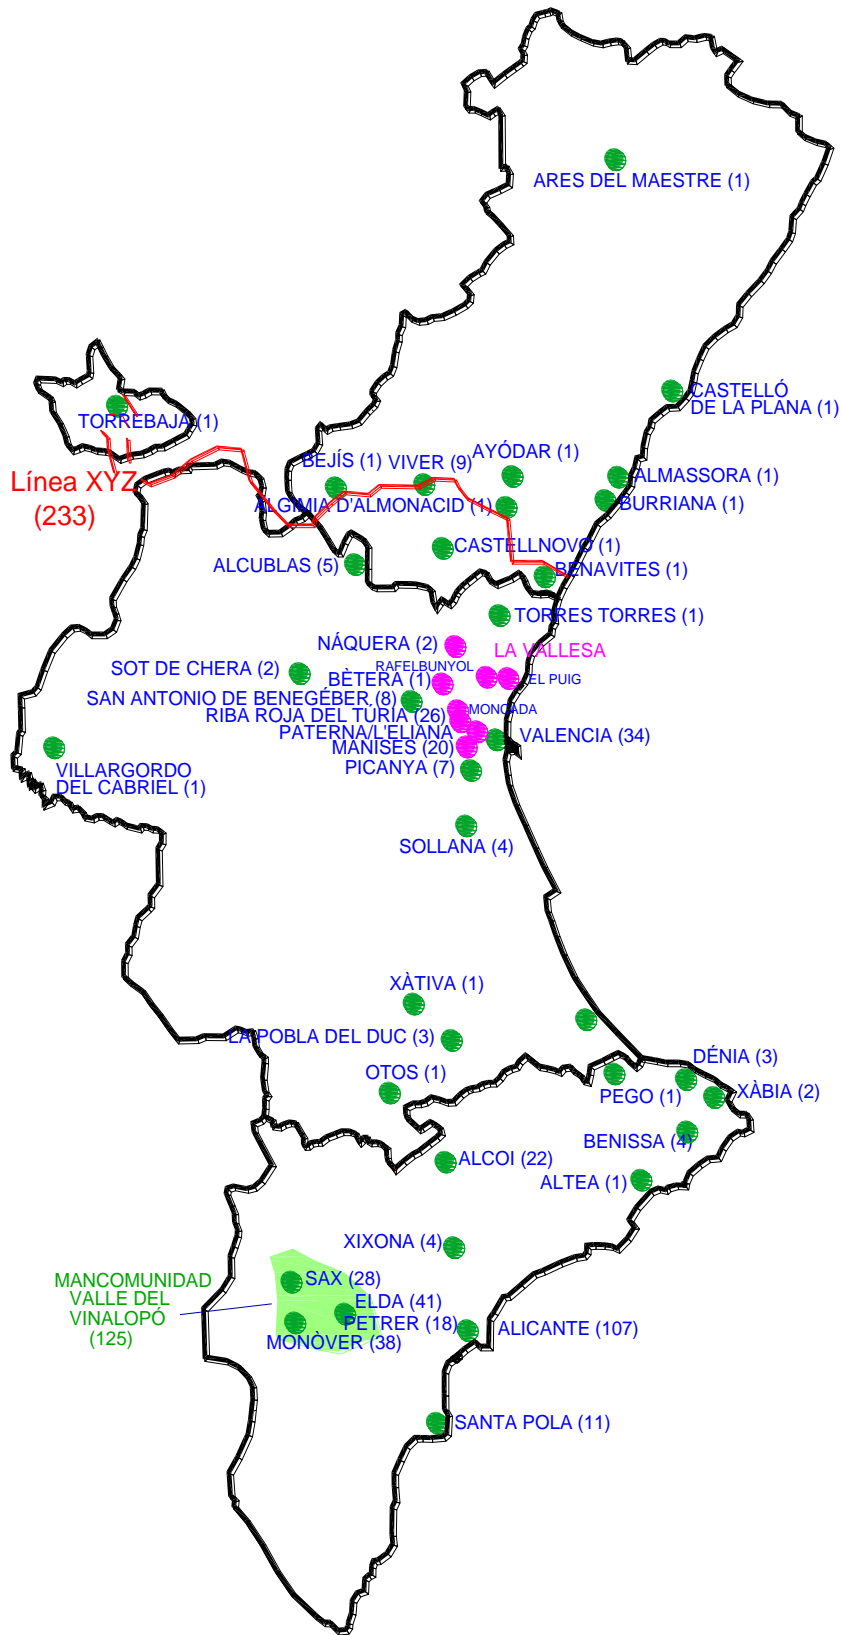 ARES DEL MAESTRE (1)
CASTELLÓ
DE LA PLANA (1)
TORREBAJA (1)
Línea XYZ
(233)
BEJÍS (1)
VIVER (9)
AYÓDAR (1)
ALMASSORA (1)
ALGIMIA D'ALMONACID (1)
BURRIANA (1)
CASTELLNOVO (1)
ALCUBLAS (5)
BENAVITES (1)
TORRES TORRES (1)
NÁQUERA (2)
LA VALLESA
RAFELBUNYOL
SOT DE CHERA (2)
BÈTERA (1)
EL PUIG
SAN ANTONIO DE BENEGÉBER (8)
MONCADA
RIBA ROJA DEL TÚRIA (26)
PATERNA/L'ELIANA
VALENCIA (34)
MANISES (20)
PICANYA (7)
VILLARGORDO
DEL CABRIEL (1)
SOLLANA (4)
XÀTIVA (1)
LA POBLA DEL DUC (3)
OTOS (1)
DÉNIA (3)
PEGO (1)
XÀBIA (2)
BENISSA (4)
ALCOI (22)
ALTEA (1)
XIXONA (4)
MANCOMUNIDAD
VALLE DEL
VINALOPÓ
(125)
SAX (28)
ELDA (41)
PETRER (18)
MONÒVER (38)
ALICANTE (107)
SANTA POLA (11)